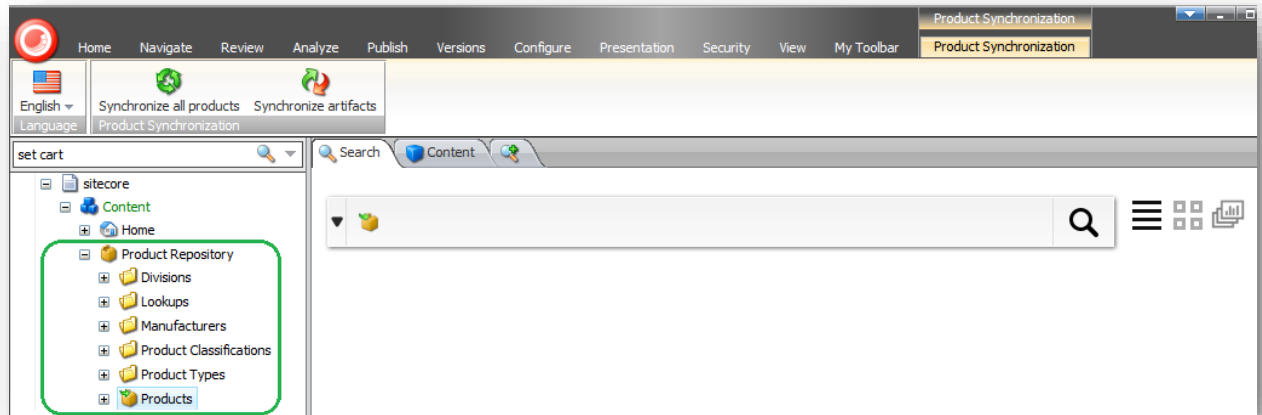 Product Synchronization
Home Navigate Review Analyze Publish Versions Configure Presentation Security View My Toolbar Product Synchronization
English Synchronize all products Synchronize artifacts
Language Product Synchronization
set cart Search Content
sitecore
Content
Home
Product Repository
Divisions
Lookups
Manufacturers
Product Classifications
Product Types
Products